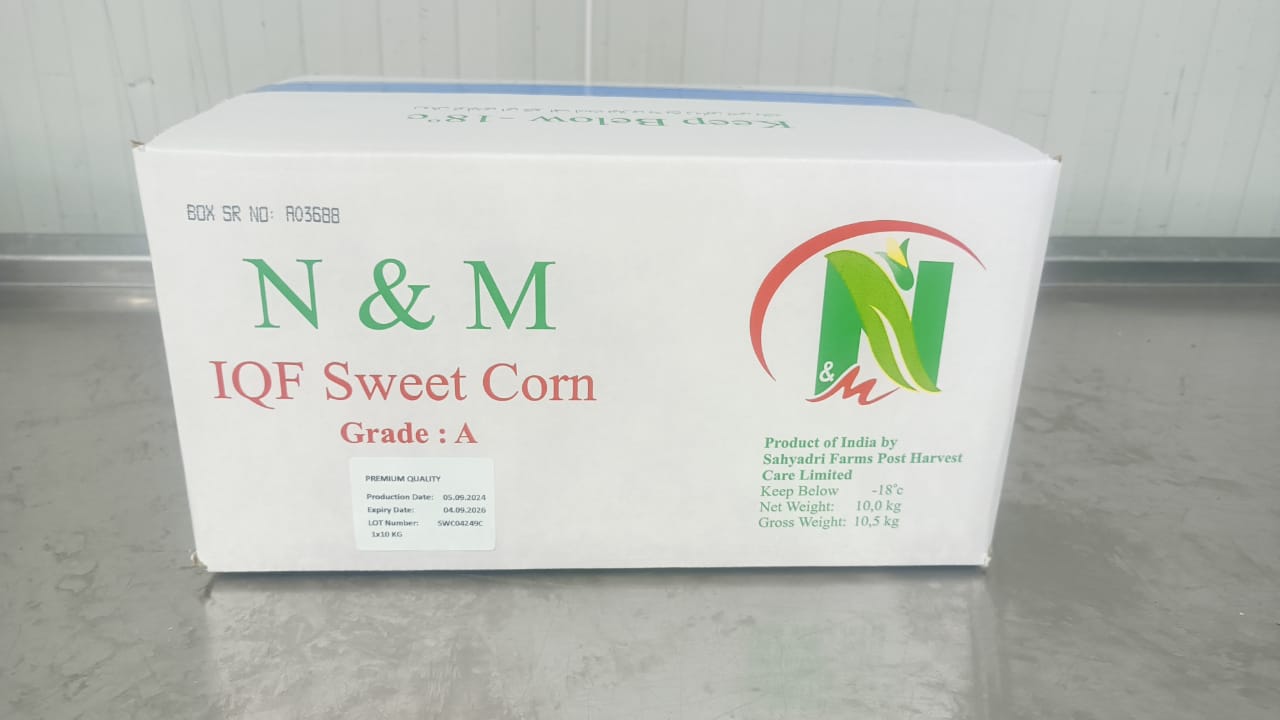 Keep Below -18°c
BOX SR NO: A03688
N & M
IQF Sweet Corn
Grade : A
PREMIUM QUALITY
Production Date: 05.09.2024
Expiry Date: 04.09.2026
LOT Number: SWC04249C
1x10 KG
N
& M
Product of India by
Sahyadri Farms Post Harvest
Care Limited
Keep Below -18°c
Net Weight: 10,0 kg
Gross Weight: 10,5 kg